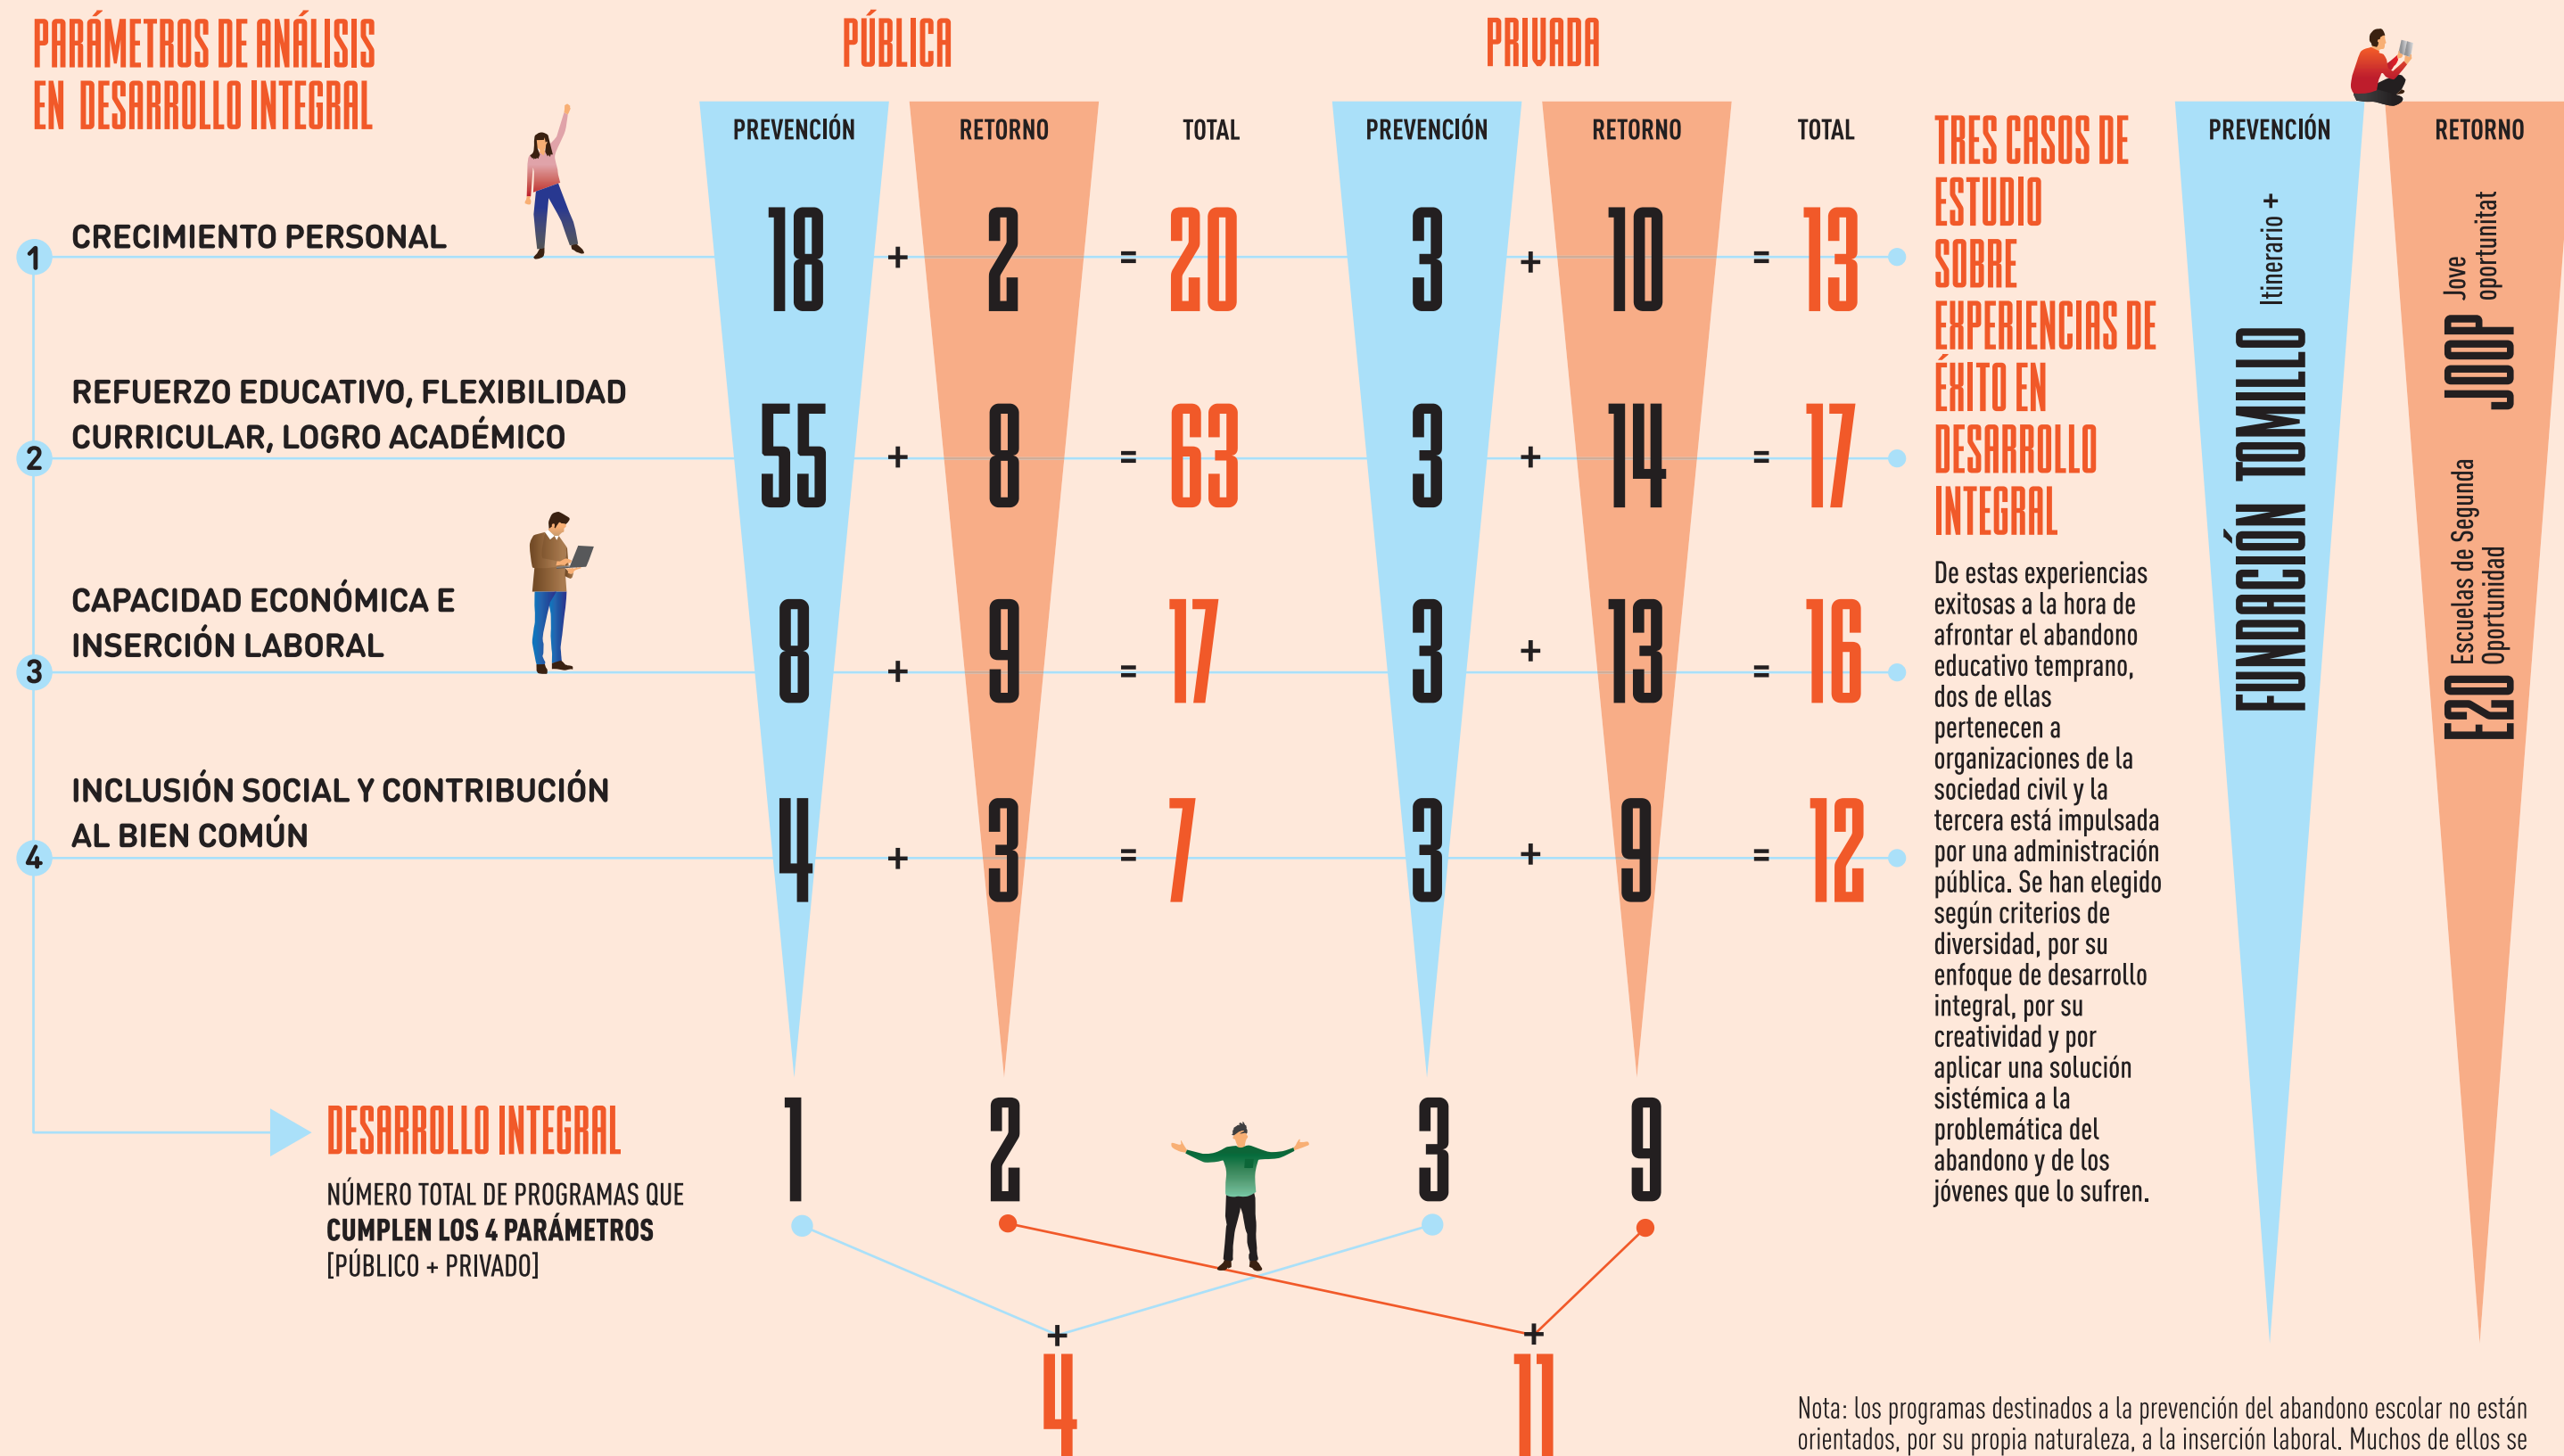 PARÁMETROS DE ANÁLISIS
EN DESARROLLO INTEGRAL
PÚBLICA
PRIVADA
PREVENCIÓN
RETORNO
TOTAL
PREVENCIÓN
RETORNO
TOTAL
1
CRECIMIENTO PERSONAL
18 + 2 = 20
3 + 10 = 13
2
REFUERZO EDUCATIVO, FLEXIBILIDAD
CURRICULAR, LOGRO ACADÉMICO
55 + 8 = 63
3 + 14 = 17
3
CAPACIDAD ECONÓMICA E
INSERCIÓN LABORAL
8 + 9 = 17
3 + 13 = 16
4
INCLUSIÓN SOCIAL Y CONTRIBUCIÓN
AL BIEN COMÚN
4 + 3 = 7
3 + 9 = 12
DESARROLLO INTEGRAL
NÚMERO TOTAL DE PROGRAMAS QUE
CUMPLEN LOS 4 PARÁMETROS
[PÚBLICO + PRIVADO]
1
2
3
9
+
4
+
11
TRES CASOS DE
ESTUDIO
SOBRE
EXPERIENCIAS DE
ÉXITO EN
DESARROLLO
INTEGRAL
De estas experiencias
exitosas a la hora de
afrontar el abandono
educativo temprano,
dos de ellas
pertenecen a
organizaciones de la
sociedad civil y la
tercera está impulsada
por una administración
pública. Se han elegido
según criterios de
diversidad, por su
enfoque de desarrollo
integral, por su
creatividad y por
aplicar una solución
sistémica a la
problemática del
abandono y de los
jóvenes que lo sufren.
PREVENCIÓN
FUNDACIÓN TOMILLO Itinerario +
RETORNO
E2O
Escuelas de Segunda
Oportunidad
JOOP
Jove
oportunitat
Nota: los programas destinados a la prevención del abandono escolar no están
orientados, por su propia naturaleza, a la inserción laboral. Muchos de ellos se